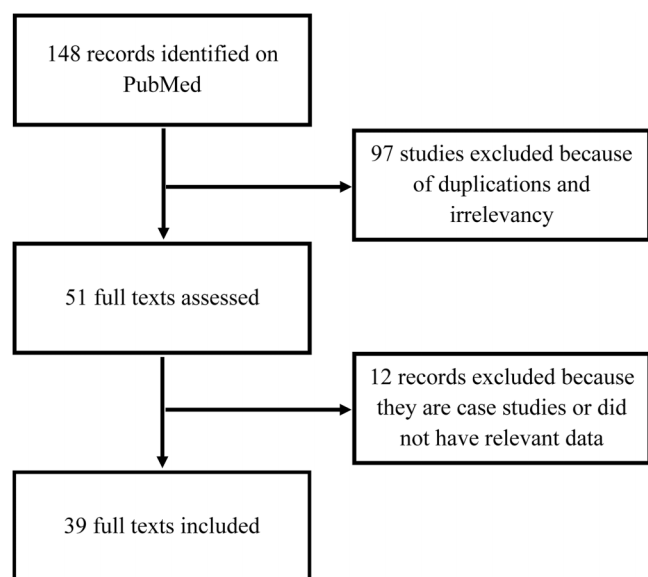 148 records identified on
PubMed
97 studies excluded because
of duplications and
irrelevancy
51 full texts assessed
12 records excluded because
they are case studies or did
not have relevant data
39 full texts included